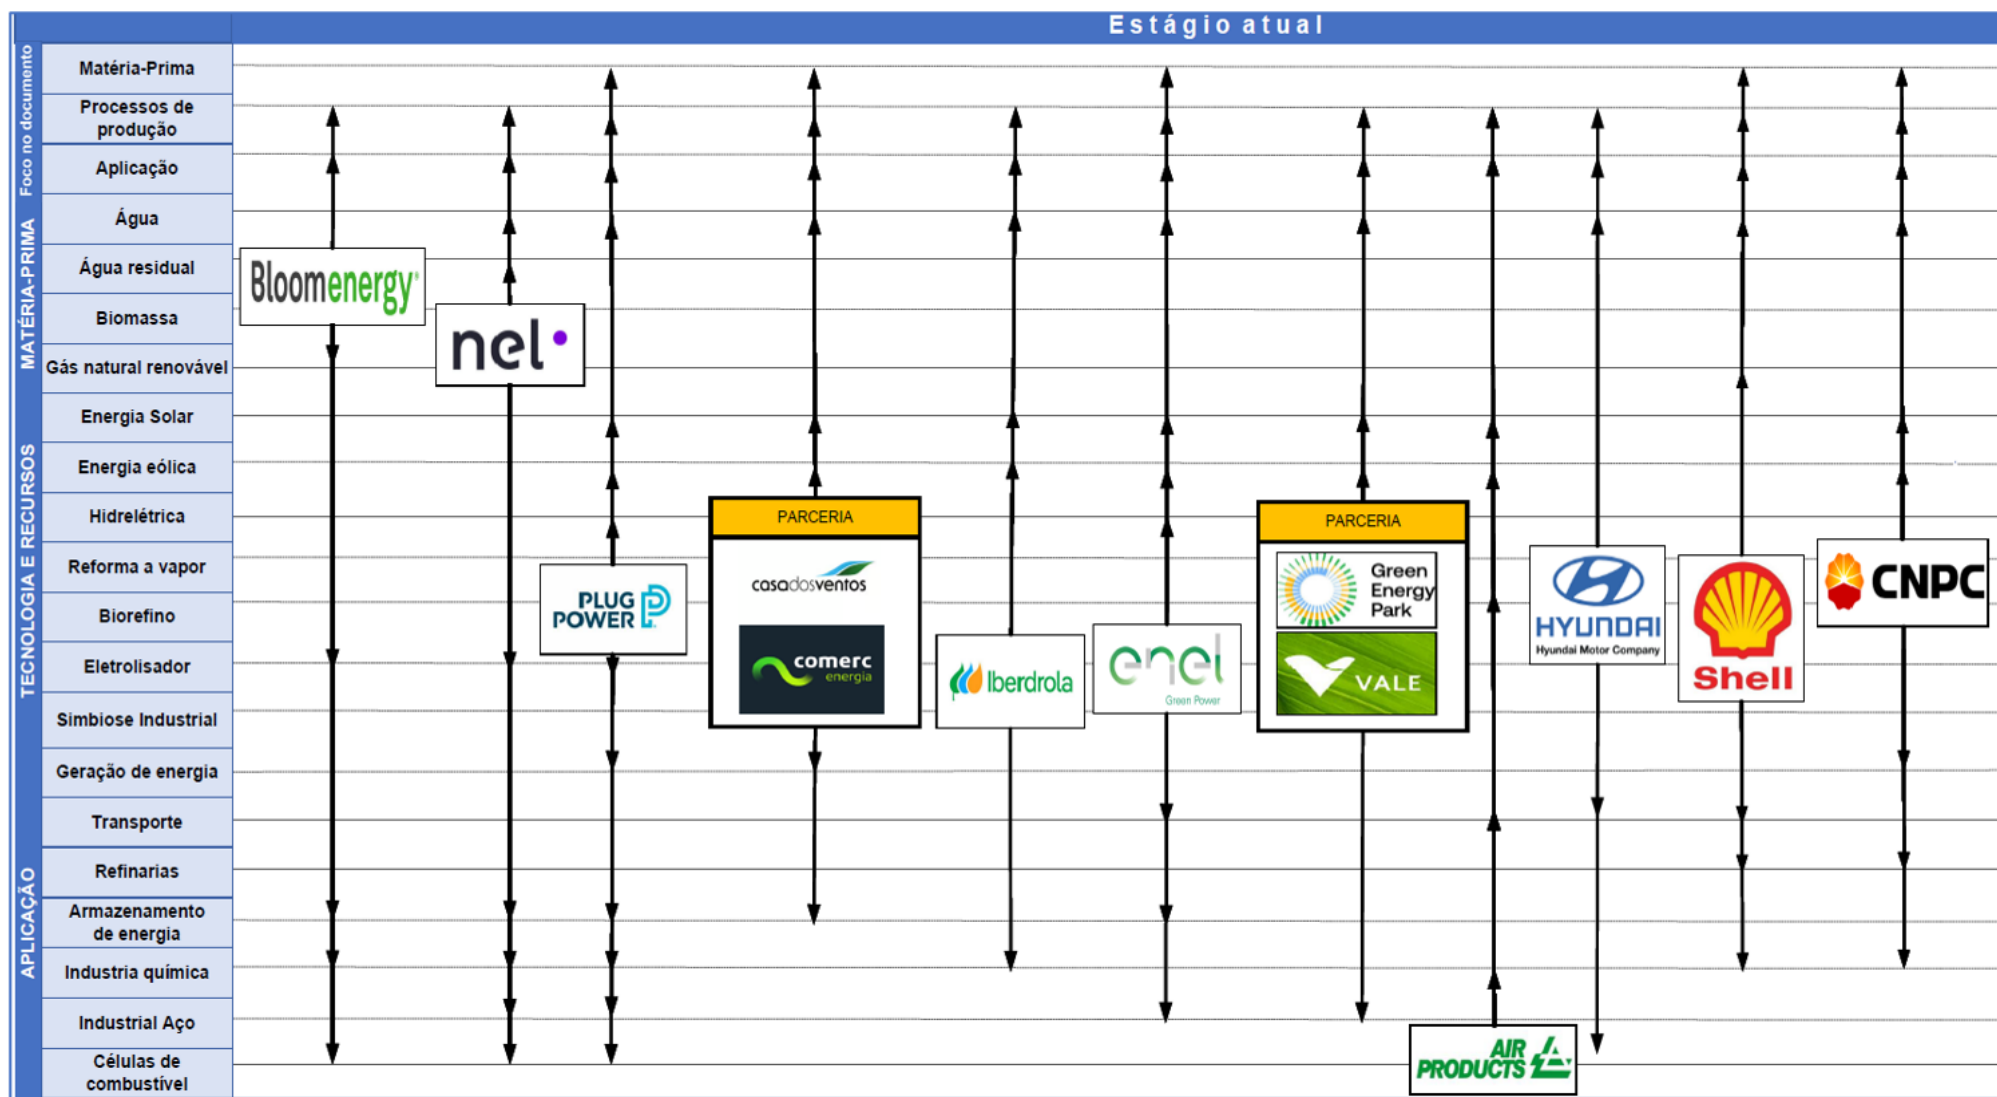 Estágio atual
Foco no documento
Matéria-Prima
Processos de
produção
Aplicação
MATÉRIA-PRIMA
Água
Água residual
Biomassa
Gás natural renovável
TECNOLOGIA E RECURSOS
Energia Solar
Energia eólica
Hidrelétrica
Reforma a vapor
Biorefino
Eletrolisador
Simbiose Industrial
APLICAÇÃO
Geração de energia
Transporte
Refinarias
Armazenamento
de energia
Industria química
Industrial Aço
Células de
combustível
Bloomenergy
nel
PLUG
POWER
PARCERIA
casadosventos
comerc
energia
Iberdrola
enel
Green Power
PARCERIA
Green
Energy
Park
VALE
AIR
PRODUCTS
HYUNDAI
Hyundai Motor Company
Shell
CNPC